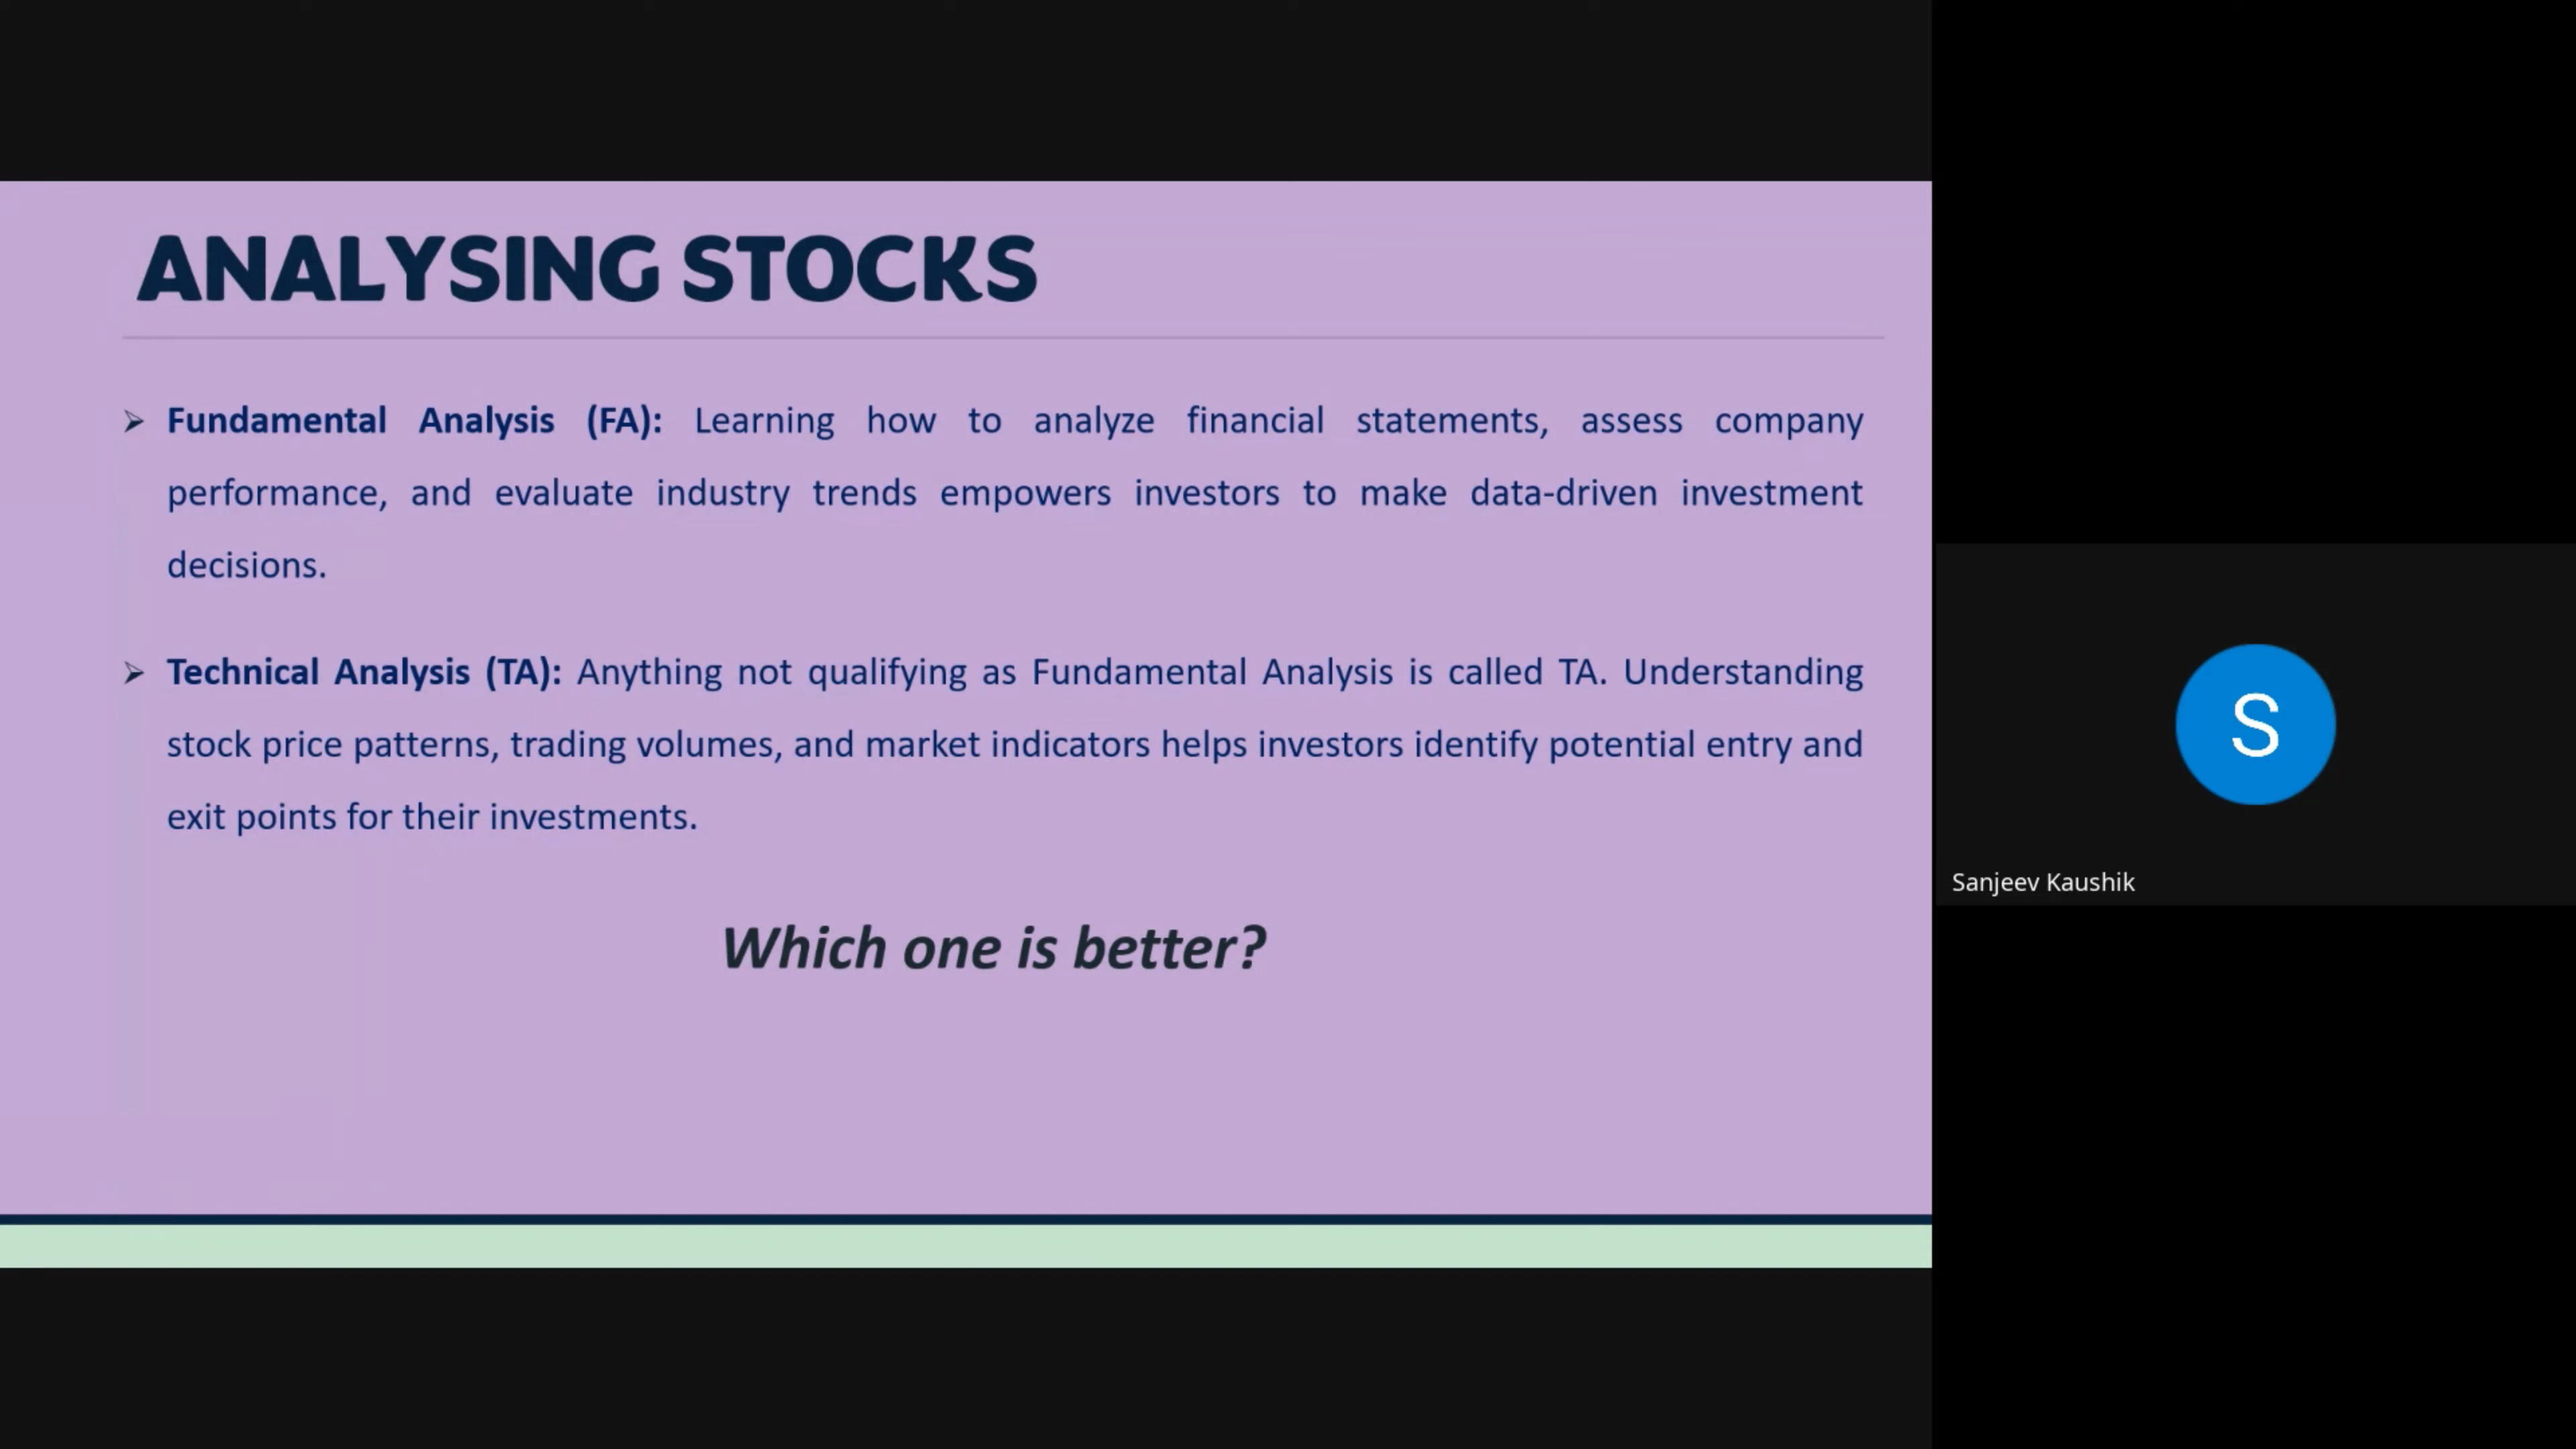 ANALYSING STOCKS
➢ Fundamental Analysis (FA): Learning how to analyze financial statements, assess company
performance, and evaluate industry trends empowers investors to make data-driven investment
decisions.
➢ Technical Analysis (TA): Anything not qualifying as Fundamental Analysis is called TA. Understanding
stock price patterns, trading volumes, and market indicators helps investors identify potential entry and
exit points for their investments.
Which one is better?
S
Sanjeev Kaushik